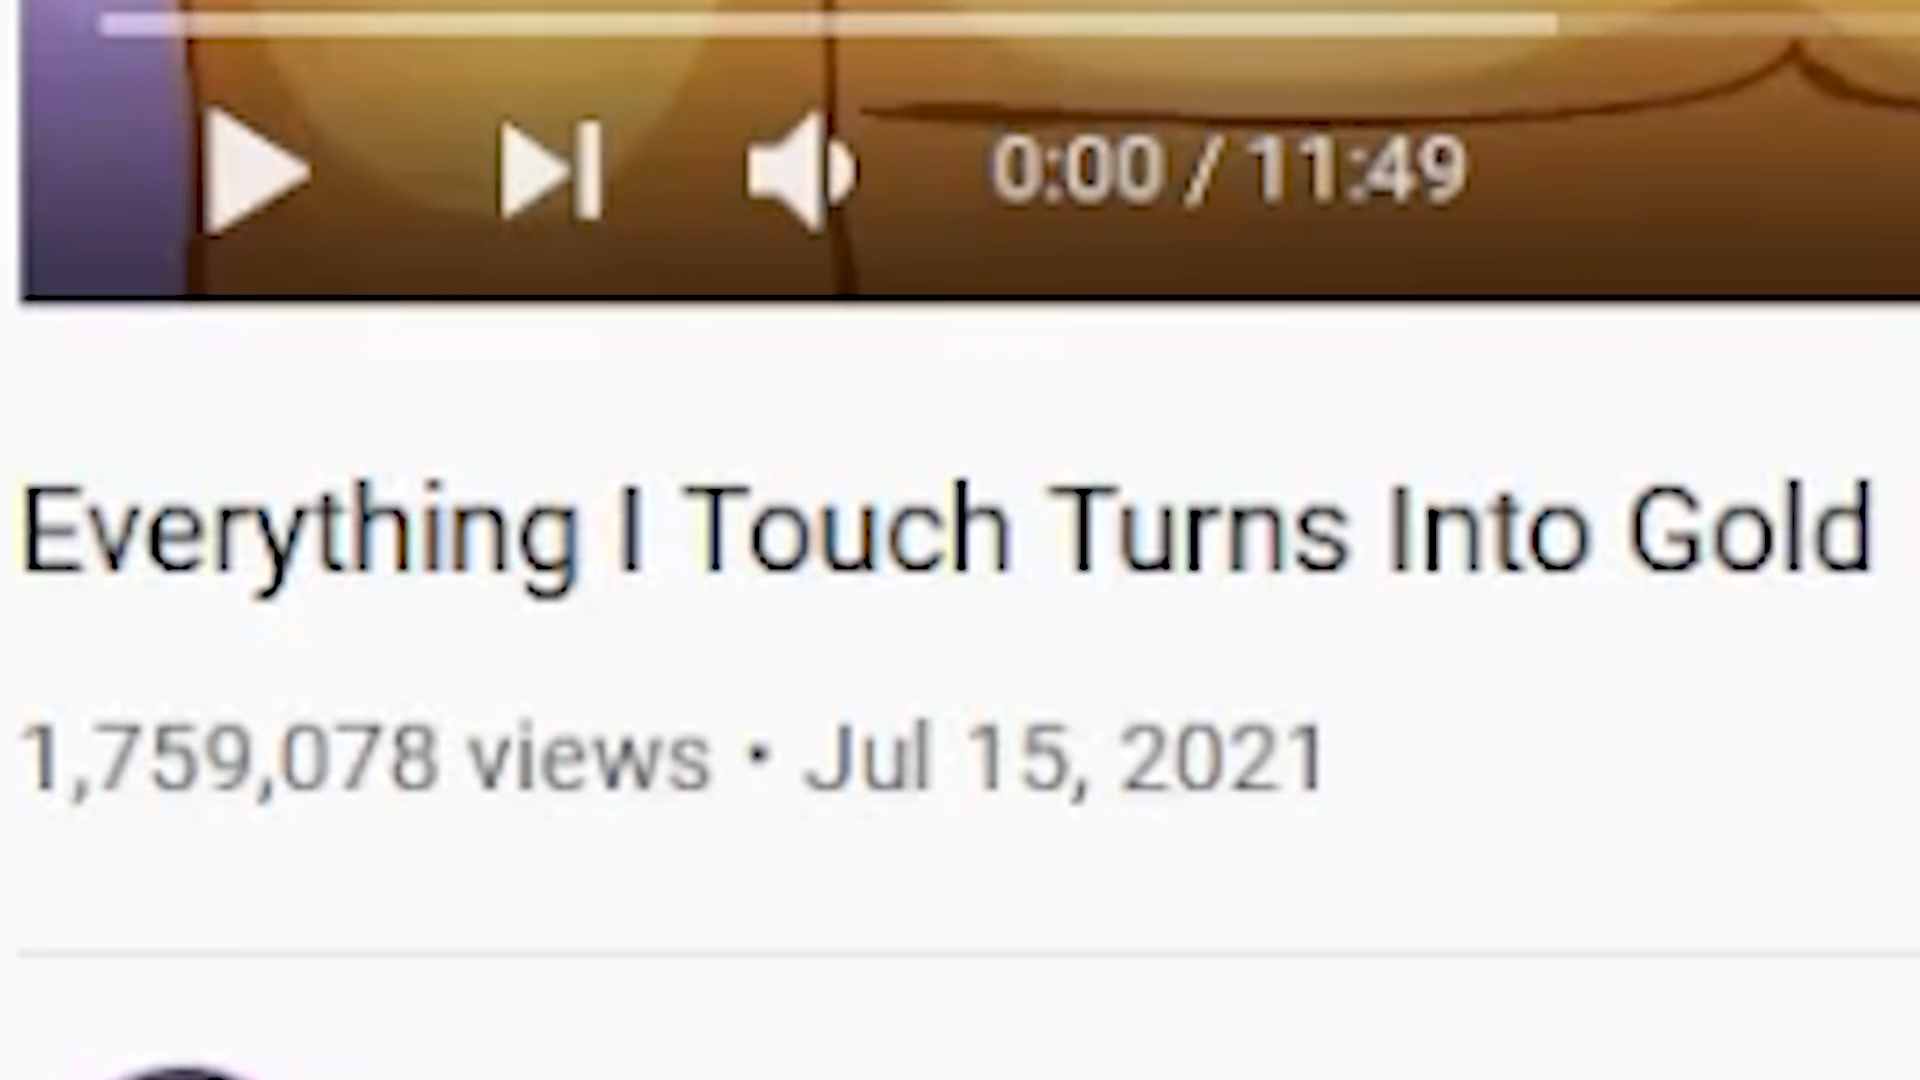 0:00 / 11:49
Everything I Touch Turns Into Gold
1,759,078 views • Jul 15, 2021